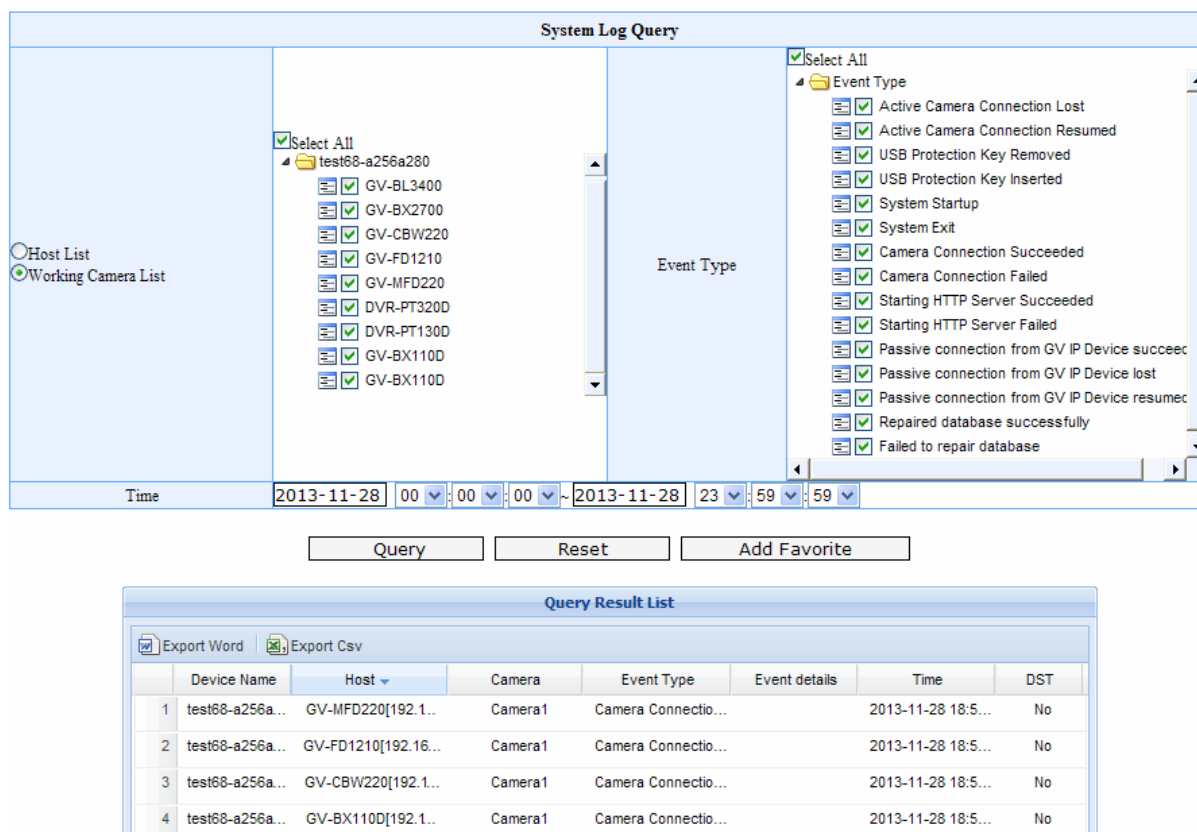 System Log Query
Host List
Working Camera List
Select All
test68-a256a280
GV-BL3400
GV-BX2700
GV-CBW220
GV-FD1210
GV-MFD220
DVR-PT320D
DVR-PT130D
GV-BX110D
GV-BX110D
Event Type
Select All
Event Type
Active Camera Connection Lost
Active Camera Connection Resumed
USB Protection Key Removed
USB Protection Key Inserted
System Startup
System Exit
Camera Connection Succeeded
Camera Connection Failed
Starting HTTP Server Succeeded
Starting HTTP Server Failed
Passive connection from GV IP Device succeed
Passive connection from GV IP Device lost
Passive connection from GV IP Device resumed
Repaired database successfully
Failed to repair database
Time 2013-11-28 00 : 00 : 00 ~ 2013-11-28 23 : 59 : 59
Query Reset Add Favorite
Query Result List
Export Word Export Csv
Device Name Host Camera Event Type Event details Time DST
1 test68-a256a... GV-MFD220[192.1... Camera1 Camera Connectio... 2013-11-28 18:5... No
2 test68-a256a... GV-FD1210[192.16... Camera1 Camera Connectio... 2013-11-28 18:5... No
3 test68-a256a... GV-CBW220[192.1... Camera1 Camera Connectio... 2013-11-28 18:5... No
4 test68-a256a... GV-BX110D[192.1... Camera1 Camera Connectio... 2013-11-28 18:5... No